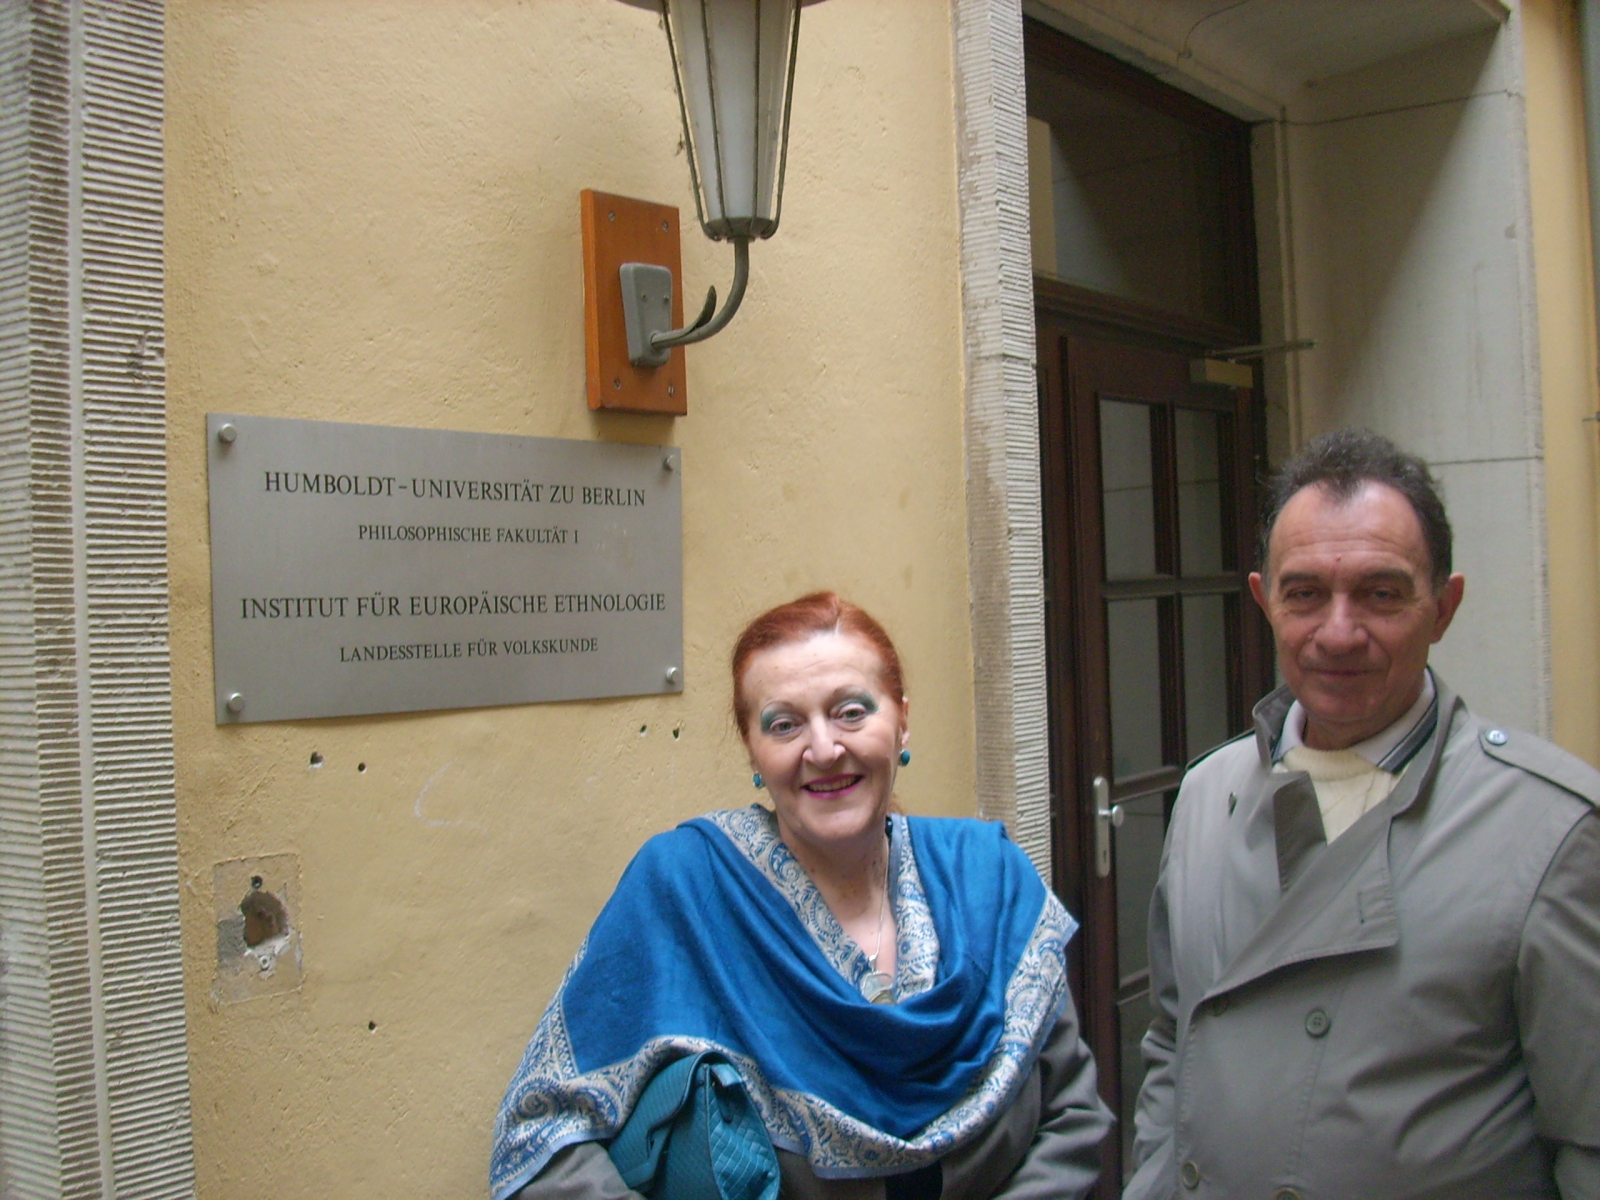 HUMBOLDT-UNIVERSITÄT ZU BERLIN
PHILOSOPHISCHE FAKULTÄT I
INSTITUT FÜR EUROPÄISCHE ETHNOLOGIE
LANDESSTELLE FÜR VOLKSKUNDE